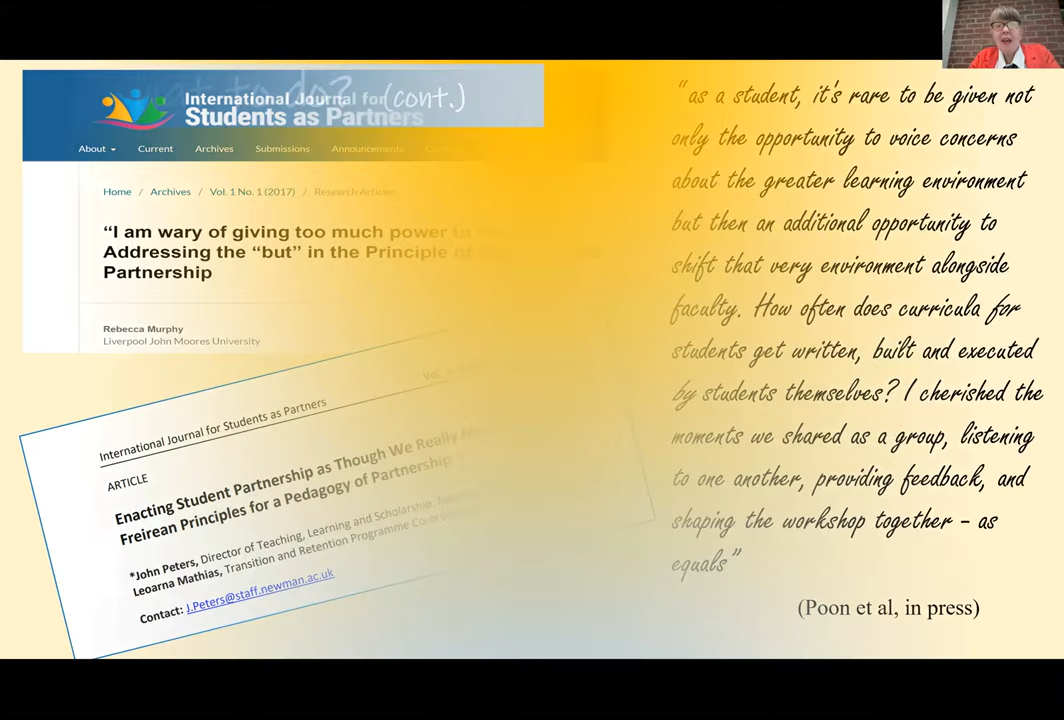 what to do? (cont.)
International Journal for
Students as Partners
About Current Archives Submissions Announcements
Home / Archives / Vol. 1 No. 1 (2017) / Research Articles
“I am wary of giving too much power to
Addressing the “but” in the Principle of
Partnership
Rebecca Murphy
Liverpool John Moores University
Vol.
International Journal for Students as Partners
ARTICLE
Enacting Student Partnership as Though We Really
Freirean Principles for a Pedagogy of Partnership
*John Peters, Director of Teaching, Learning and Scholarship,
Leoarna Mathias, Transition and Retention Programme
Contact: J.Peters@staff.newman.ac.uk
“as a student, it's rare to be given not
only the opportunity to voice concerns
about the greater learning environment
but then an additional opportunity to
shift that very environment alongside
faculty. How often does curricula for
students get written, built and executed
by students themselves? I cherished the
moments we shared as a group, listening
to one another, providing feedback, and
shaping the workshop together - as
equals”
(Poon et al, in press)